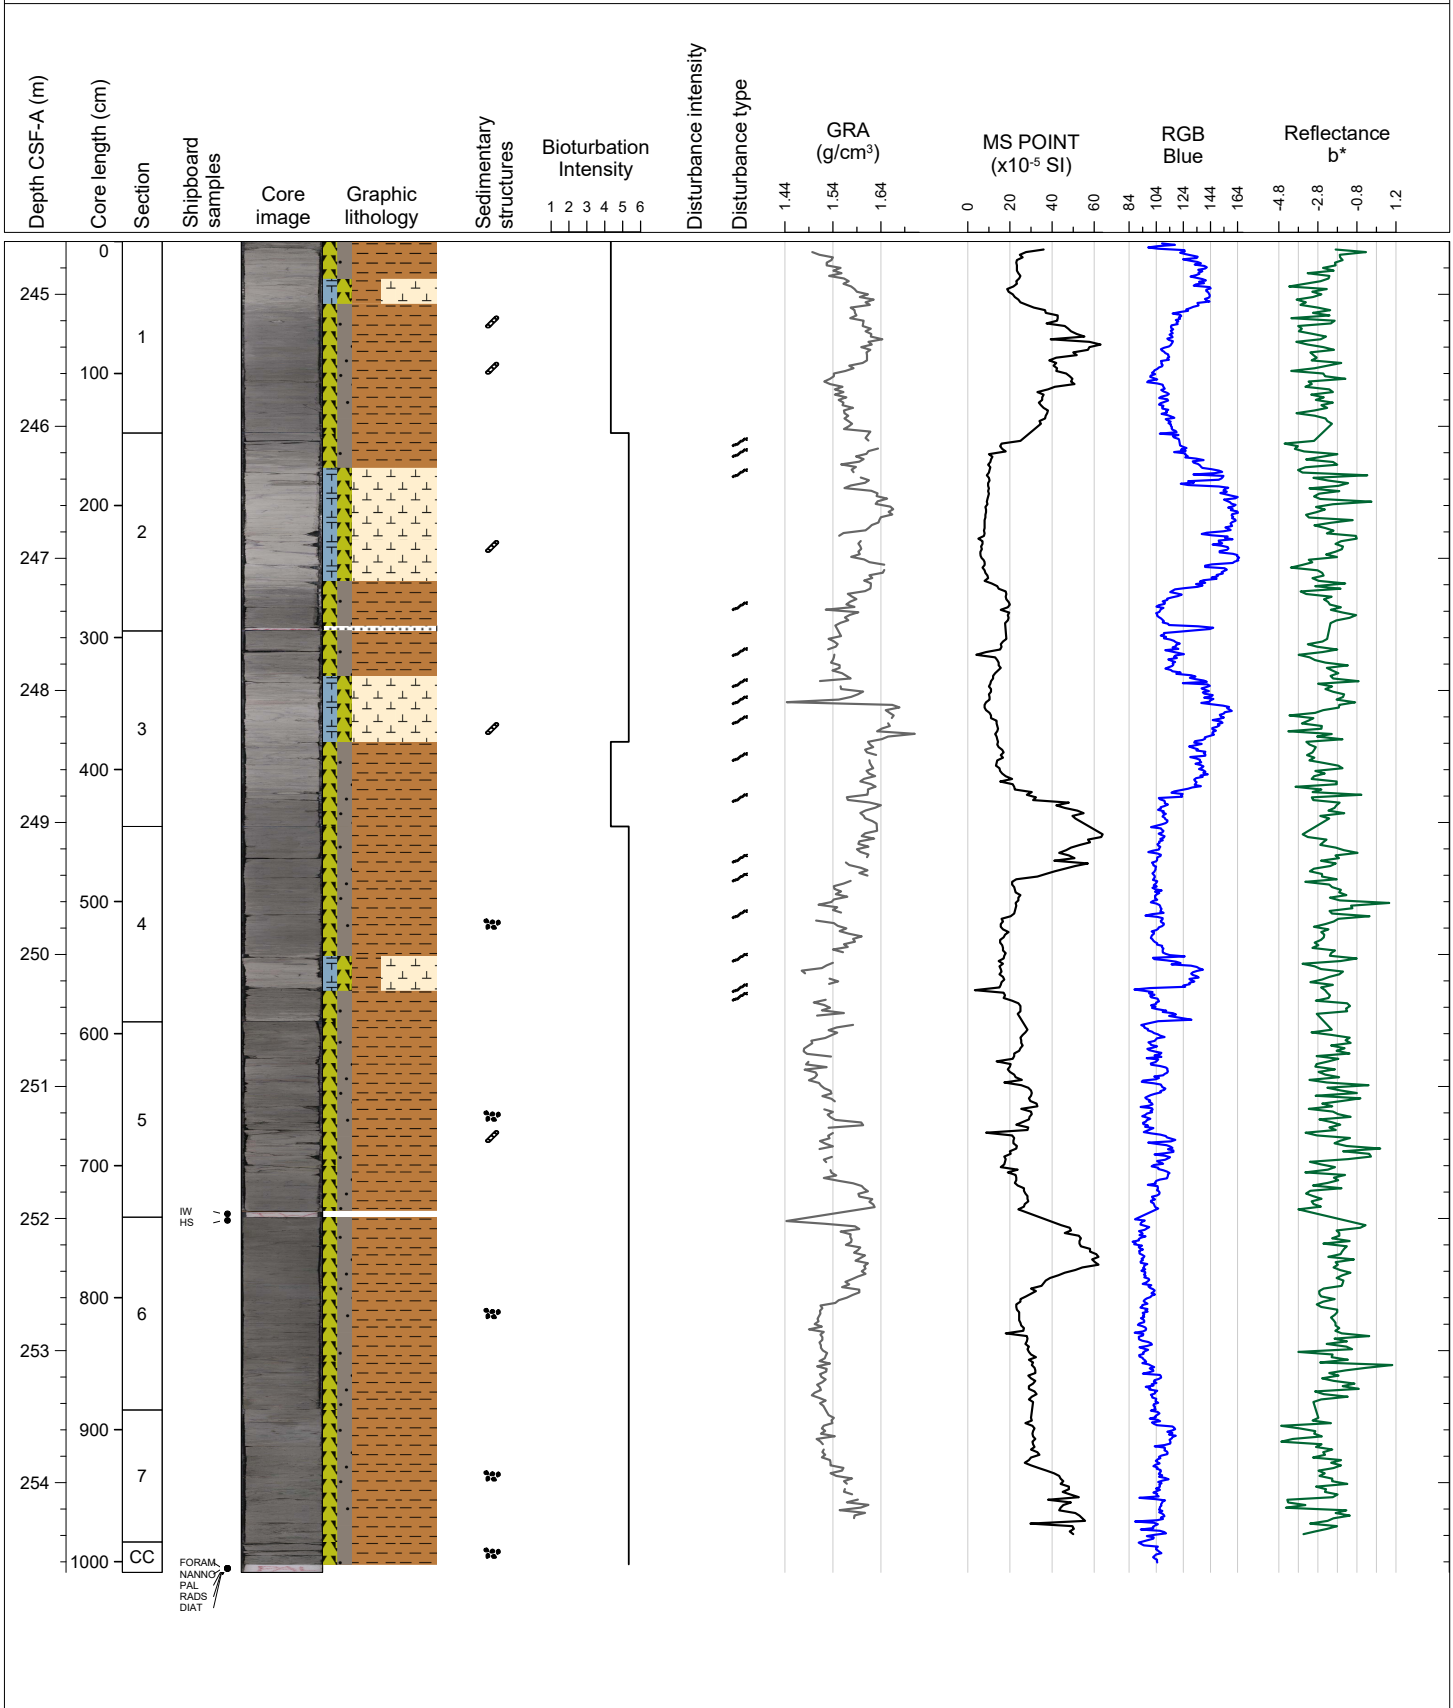 Depth CSF-A (m)
Core length (cm)
Section
Shipboard
samples
Core
image
Graphic
lithology
Sedimentary
structures
Bioturbation
Intensity
1 2 3 4 5 6
Disturbance intensity
Disturbance type
GRA
(g/cm³)
1.44 1.54 1.64
MS POINT
(x10⁻⁵ SI)
0 20 40 60
RGB
Blue
84 104 124 144 164
Reflectance
b*
-4.8 -2.8 -0.8 1.2
0
245
1
100
246
200
2
247
300
248
3
400
249
500
4
250
600
251
5
700
IW
252
HS
800
6
253
900
7
254
CC
1000
FORAM
NANNO
PAL
RADS
DIAT